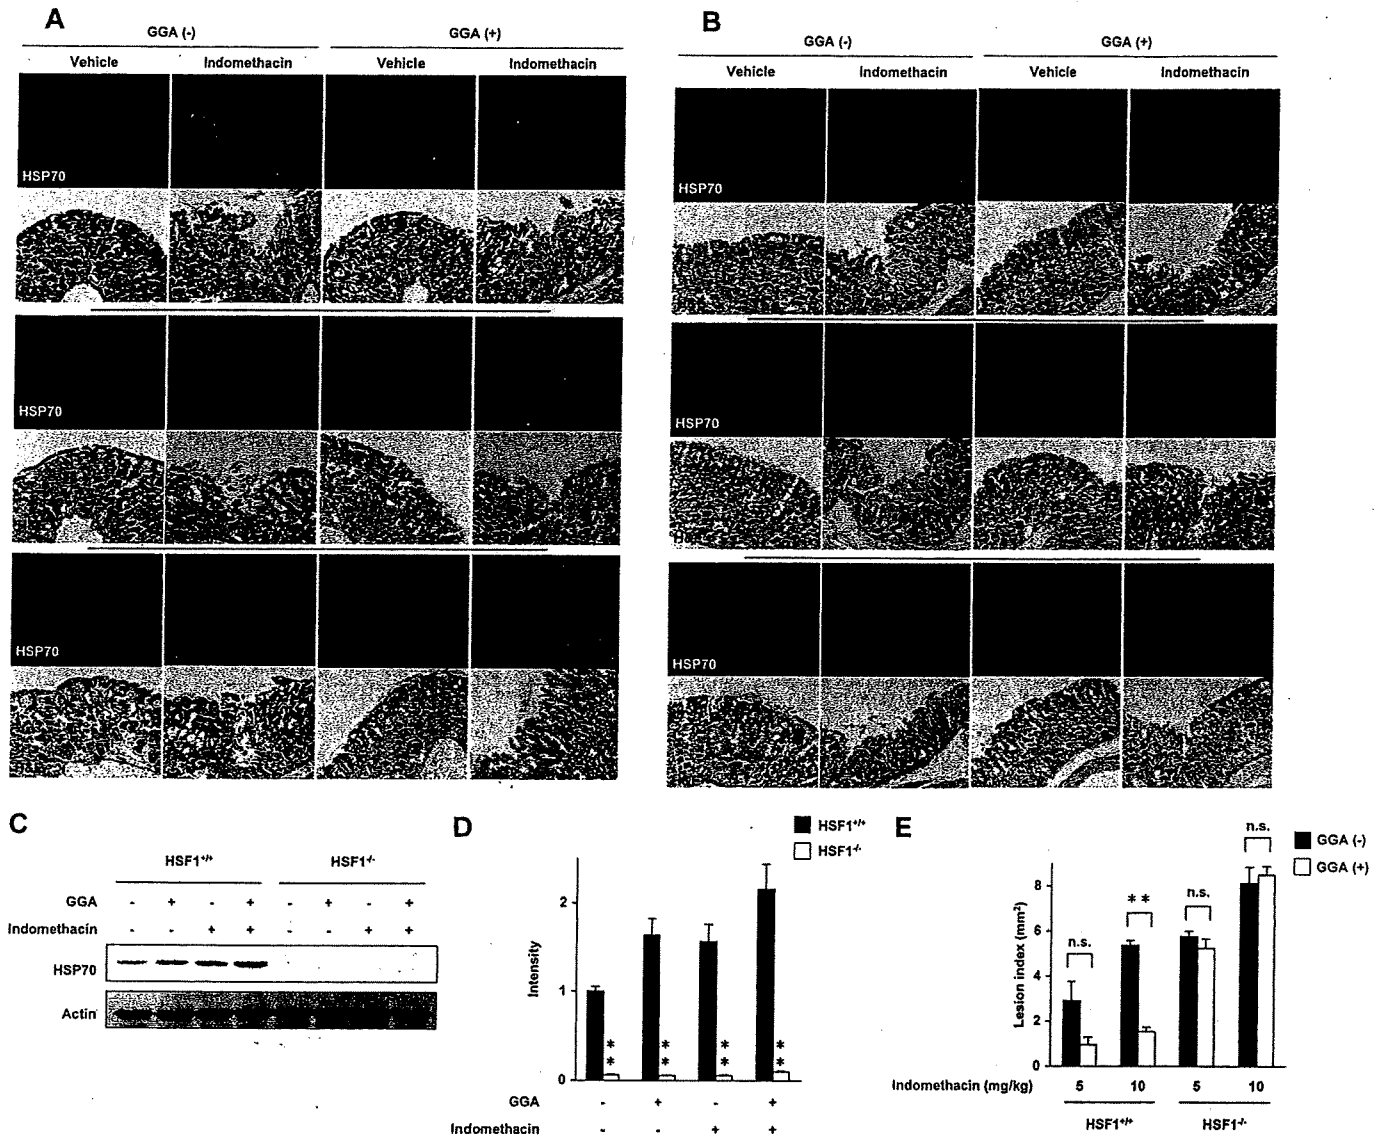 A
GGA (-) GGA (+)
Vehicle Indomethacin Vehicle Indomethacin
HSP70
HSP70
HSP70
B
GGA (-) GGA (+)
Vehicle Indomethacin Vehicle Indomethacin
HSP70
HSP70
HSP70
C
HSF1+/+ HSF1-/-
GGA - + - + - + - +
Indomethacin - - + + - - + +
HSP70
Actin
D
HSF1+/+
HSF1-/-
Intensity
2
1
0
** ** ** **
GGA - + - +
Indomethacin - - + +
E
GGA (-)
GGA (+)
Lesion index (mm²)
8
6
4
2
0
n.s. ** n.s. n.s.
Indomethacin (mg/kg) 5 10 5 10
HSF1+/+ HSF1-/-